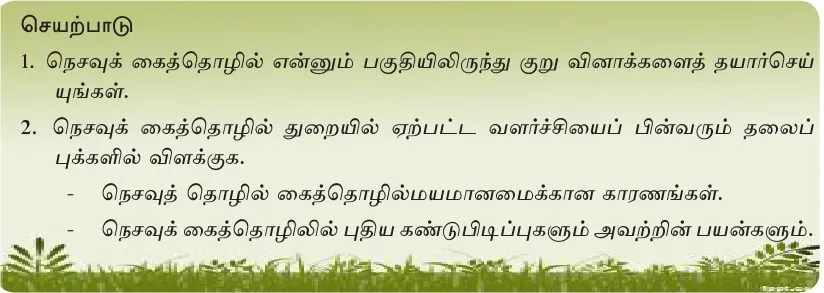 செயற்பாடு
1. நெசவுக் கைத்தொழில் என்னும் பகுதியிலிருந்து குறு வினாக்களைத் தயார்செய்
யுங்கள்.
2. நெசவுக் கைத்தொழில் துறையில் ஏற்பட்ட வளர்ச்சியைப் பின்வரும் தலைப்
புக்களில் விளக்குக.
- நெசவுத் தொழில் கைத்தொழில்மயமானமைக்கான காரணங்கள்.
- நெசவுக் கைத்தொழிலில் புதிய கண்டுபிடிப்புகளும் அவற்றின் பயன்களும்.